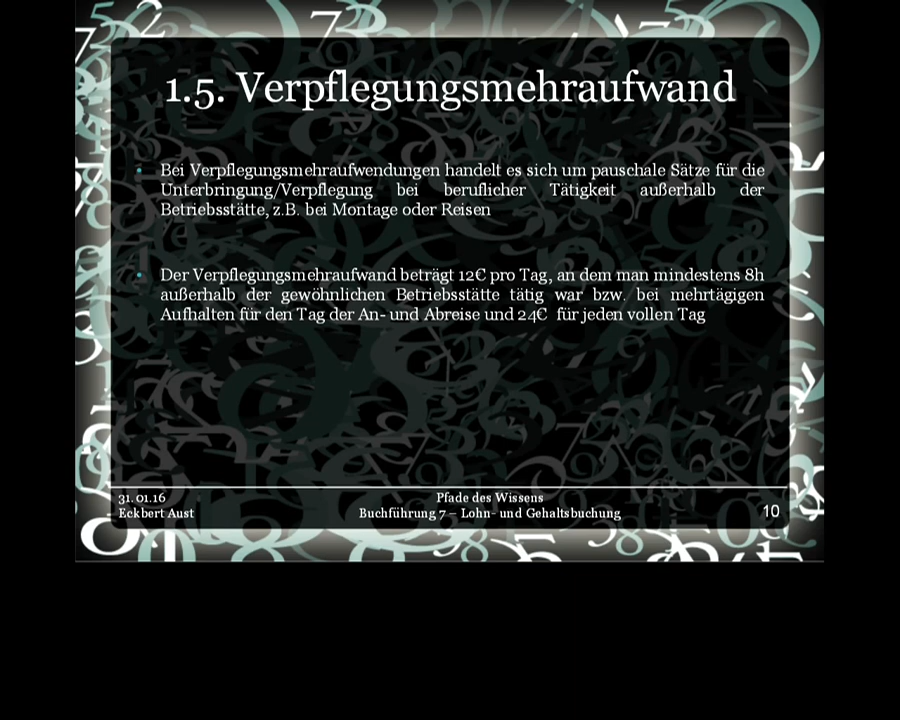 1.5. Verpflegungsmehraufwand
• Bei Verpflegungsmehraufwendungen handelt es sich um pauschale Sätze für die
Unterbringung/Verpflegung bei beruflicher Tätigkeit außerhalb der
Betriebsstätte, z.B. bei Montage oder Reisen
• Der Verpflegungsmehraufwand beträgt 12€ pro Tag, an dem man mindestens 8h
außerhalb der gewöhnlichen Betriebsstätte tätig war bzw. bei mehrtägigen
Aufhalten für den Tag der An- und Abreise und 24€ für jeden vollen Tag
31.01.16
Eckbert Aust
Pfade des Wissens
Buchführung 7 – Lohn- und Gehaltsbuchung
10